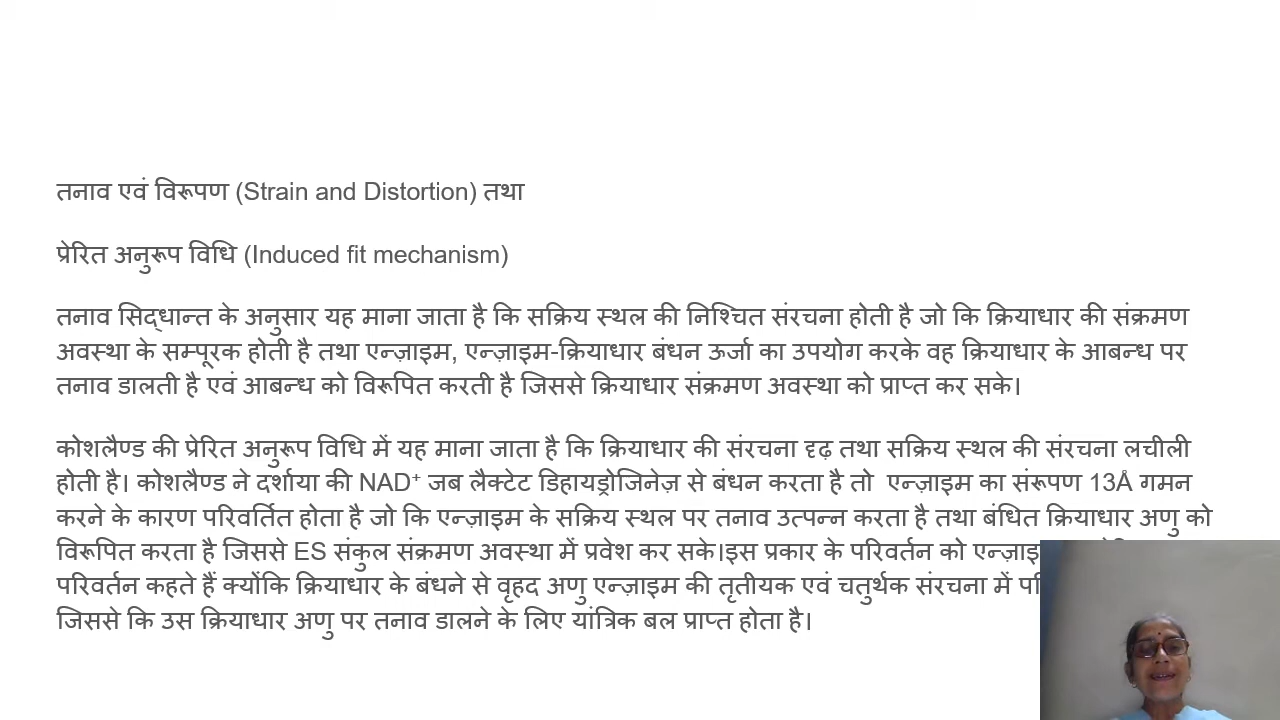 तनाव एवं विरूपण (Strain and Distortion) तथा
प्रेरित अनुरूप विधि (Induced fit mechanism)
तनाव सिद्धान्त के अनुसार यह माना जाता है कि सक्रिय स्थल की निश्चित संरचना होती है जो कि क्रियाधार की संक्रमण
अवस्था के सम्पूरक होती है तथा एन्ज़ाइम, एन्ज़ाइम-क्रियाधार बंधन ऊर्जा का उपयोग करके वह क्रियाधार के आबन्ध पर
तनाव डालती है एवं आबन्ध को विरूपित करती है जिससे क्रियाधार संक्रमण अवस्था को प्राप्त कर सके।
कोशलैण्ड की प्रेरित अनुरूप विधि में यह माना जाता है कि क्रियाधार की संरचना दृढ़ तथा सक्रिय स्थल की संरचना लचीली
होती है। कोशलैण्ड ने दर्शाया की NAD⁺ जब लैक्टेट डिहायड्रोजिनेज़ से बंधन करता है तो एन्ज़ाइम का संरूपण 13Å गमन
करने के कारण परिवर्तित होता है जो कि एन्ज़ाइम के सक्रिय स्थल पर तनाव उत्पन्न करता है तथा बंधित क्रियाधार अणु को
विरूपित करता है जिससे ES संकुल संक्रमण अवस्था में प्रवेश कर सके।इस प्रकार के परिवर्तन को
परिवर्तन कहते हैं क्योंकि क्रियाधार के बंधने से वृहद अणु एन्ज़ाइम की तृतीयक एवं चतुर्थक संरचना में
जिससे कि उस क्रियाधार अणु पर तनाव डालने के लिए यांत्रिक बल प्राप्त होता है।